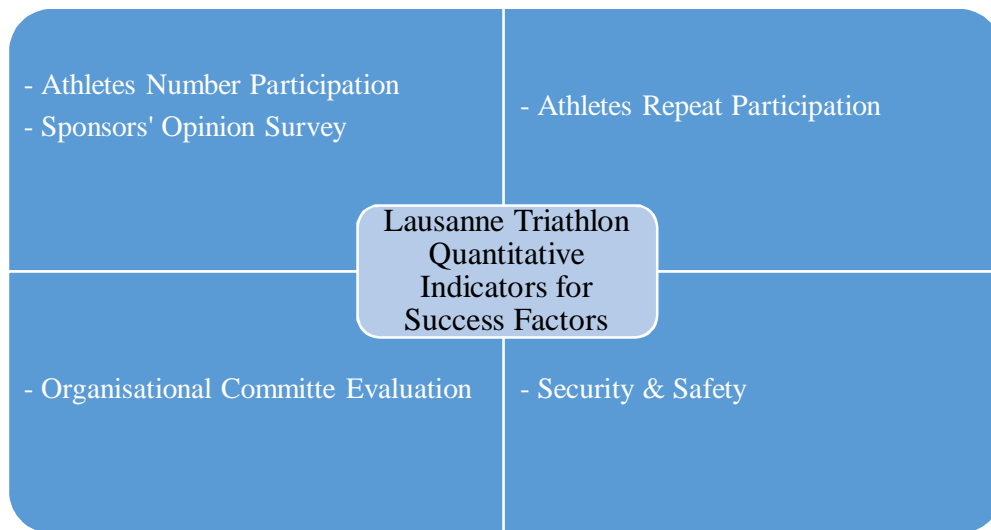 - Athletes Number Participation
- Sponsors' Opinion Survey
- Athletes Repeat Participation
Lausanne Triathlon
Quantitative
Indicators for
Success Factors
- Organisational Committe Evaluation
- Security & Safety